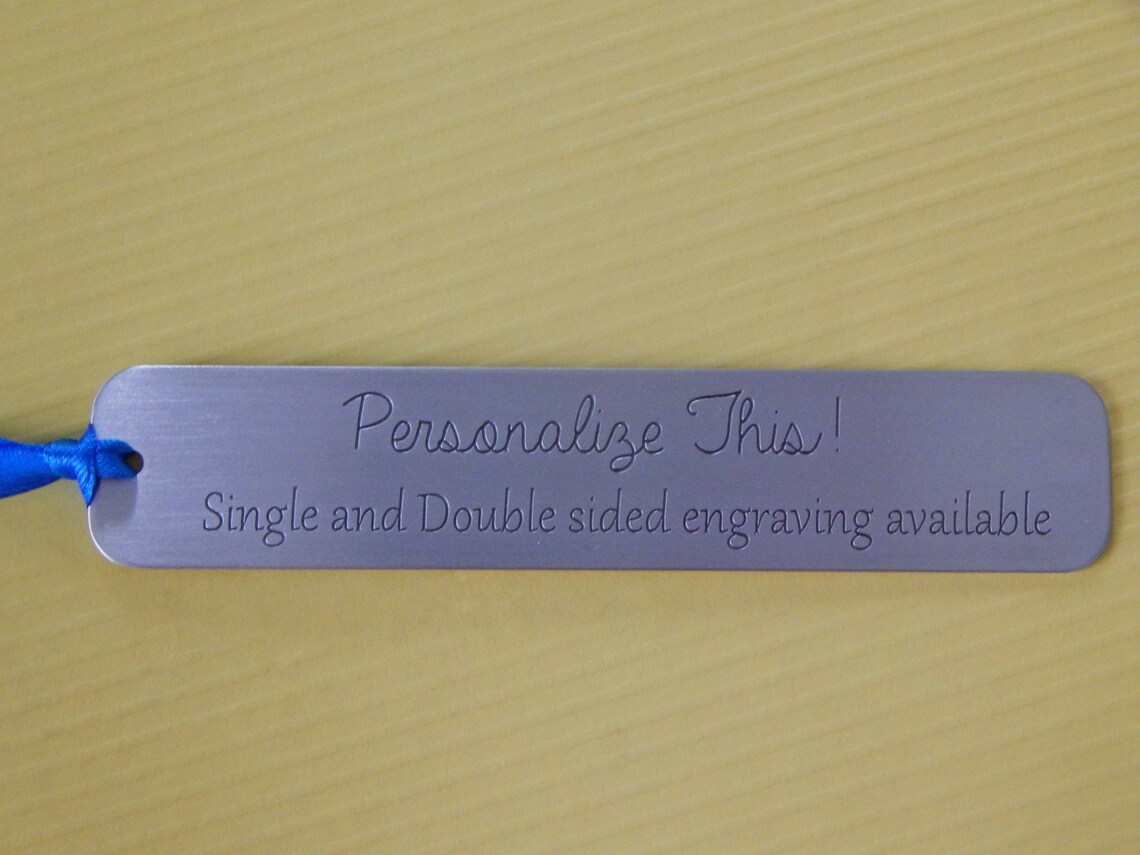 Personalize This!
Single and Double sided engraving available